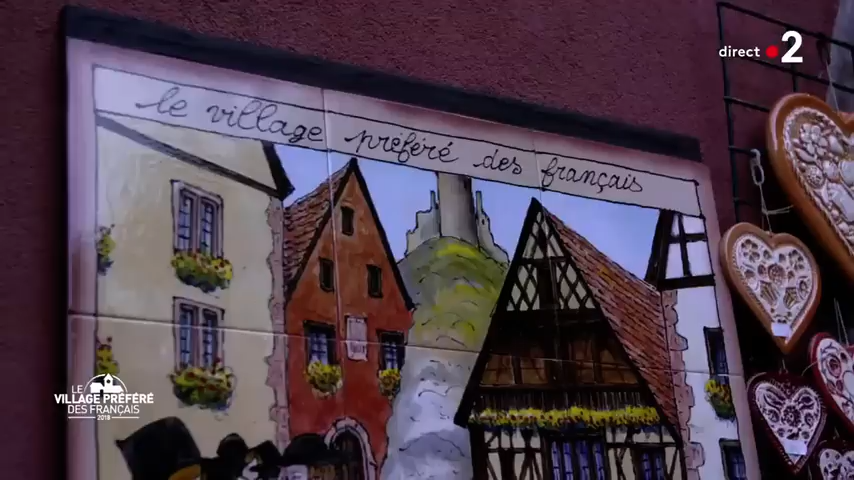 direct 2
le village préféré des français
LE
VILLAGE PRÉFÉRÉ
DES FRANÇAIS
2018